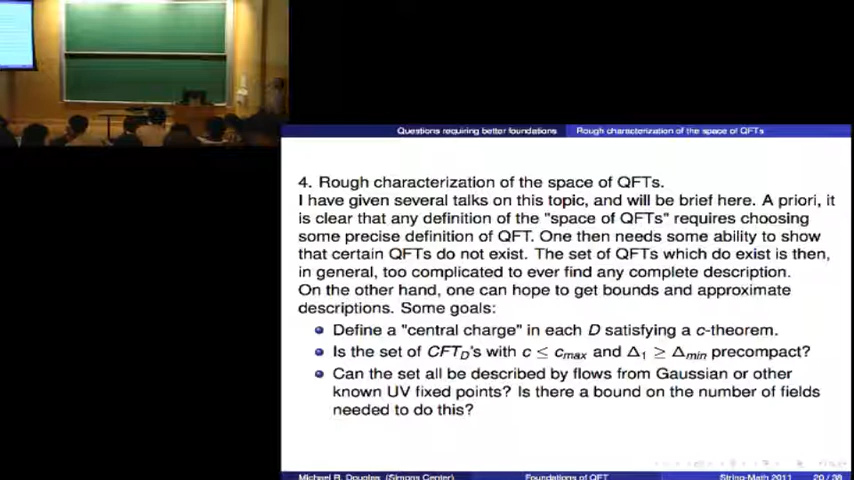 Questions requiring better foundations Rough characterization of the space of QFTs
4. Rough characterization of the space of QFTs.
I have given several talks on this topic, and will be brief here. A priori, it
is clear that any definition of the "space of QFTs" requires choosing
some precise definition of QFT. One then needs some ability to show
that certain QFTs do not exist. The set of QFTs which do exist is then,
in general, too complicated to ever find any complete description.
On the other hand, one can hope to get bounds and approximate
descriptions. Some goals:
Define a "central charge" in each D satisfying a c-theorem.
Is the set of CFT_D's with c ≤ c_max and Δ_1 ≥ Δ_min precompact?
Can the set all be described by flows from Gaussian or other
known UV fixed points? Is there a bound on the number of fields
needed to do this?
Michael R. Douglas (Simons Center) Foundations of QFT String-Math 2011 20 / 38